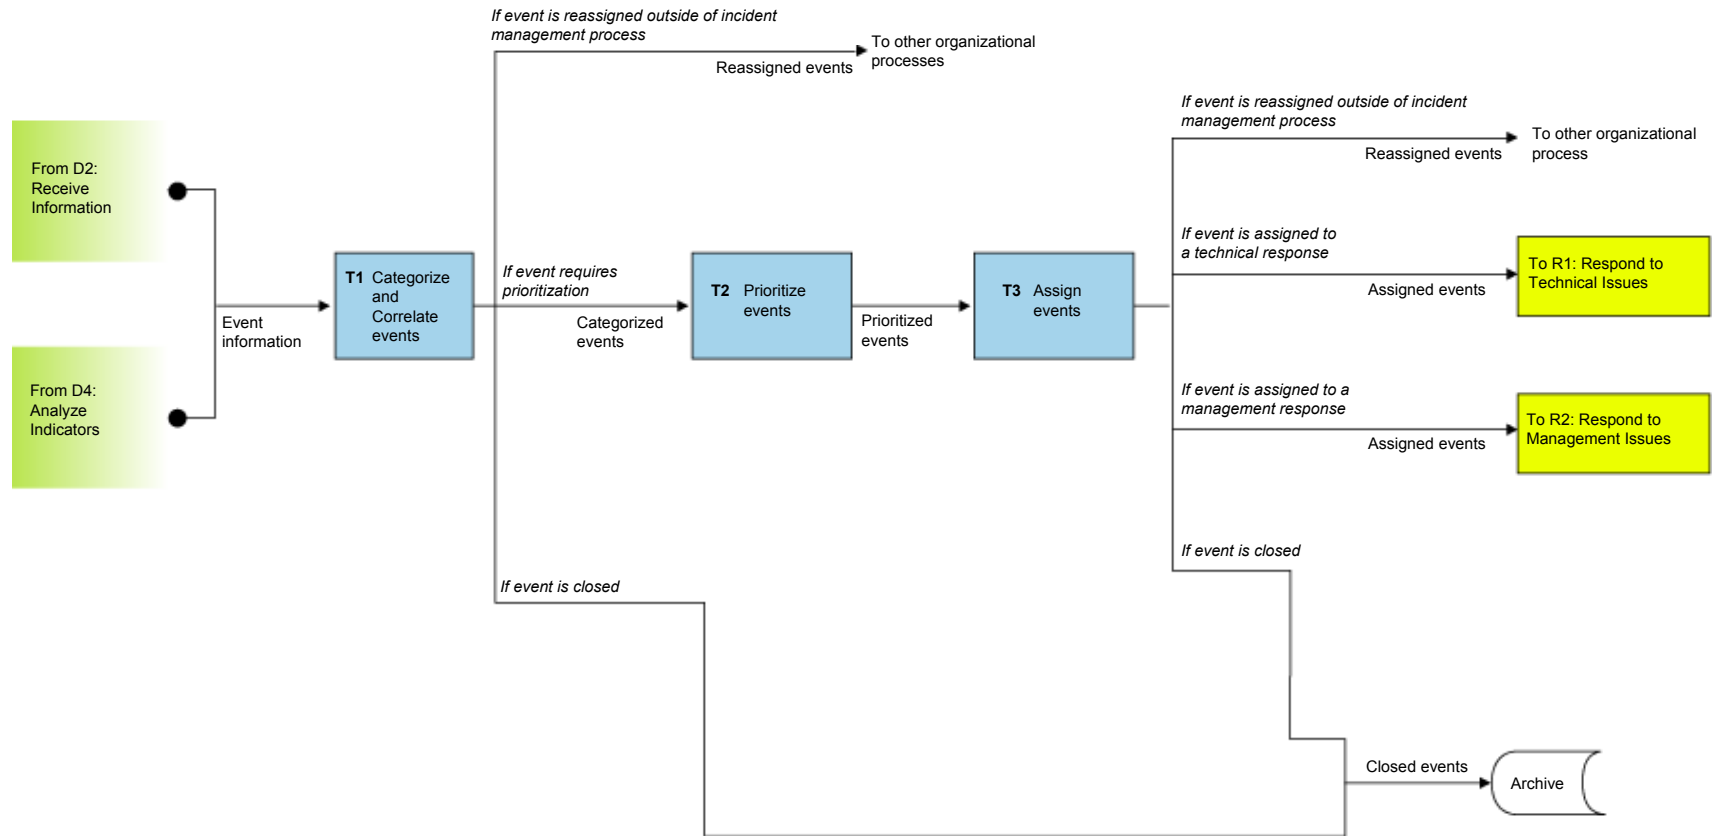 If event is reassigned outside of incident
management process
To other organizational
processes
Reassigned events
If event is reassigned outside of incident
management process
To other organizational
process
Reassigned events
From D2:
Receive
Information
If event is assigned to
a technical response
To R1: Respond to
Technical Issues
Assigned events
T1 Categorize
and
Correlate
events
If event requires
prioritization
T2 Prioritize
events
T3 Assign
events
Event
information
Categorized
events
Prioritized
events
From D4:
Analyze
Indicators
If event is assigned to a
management response
To R2: Respond to
Management Issues
Assigned events
If event is closed
If event is closed
Closed events
Archive